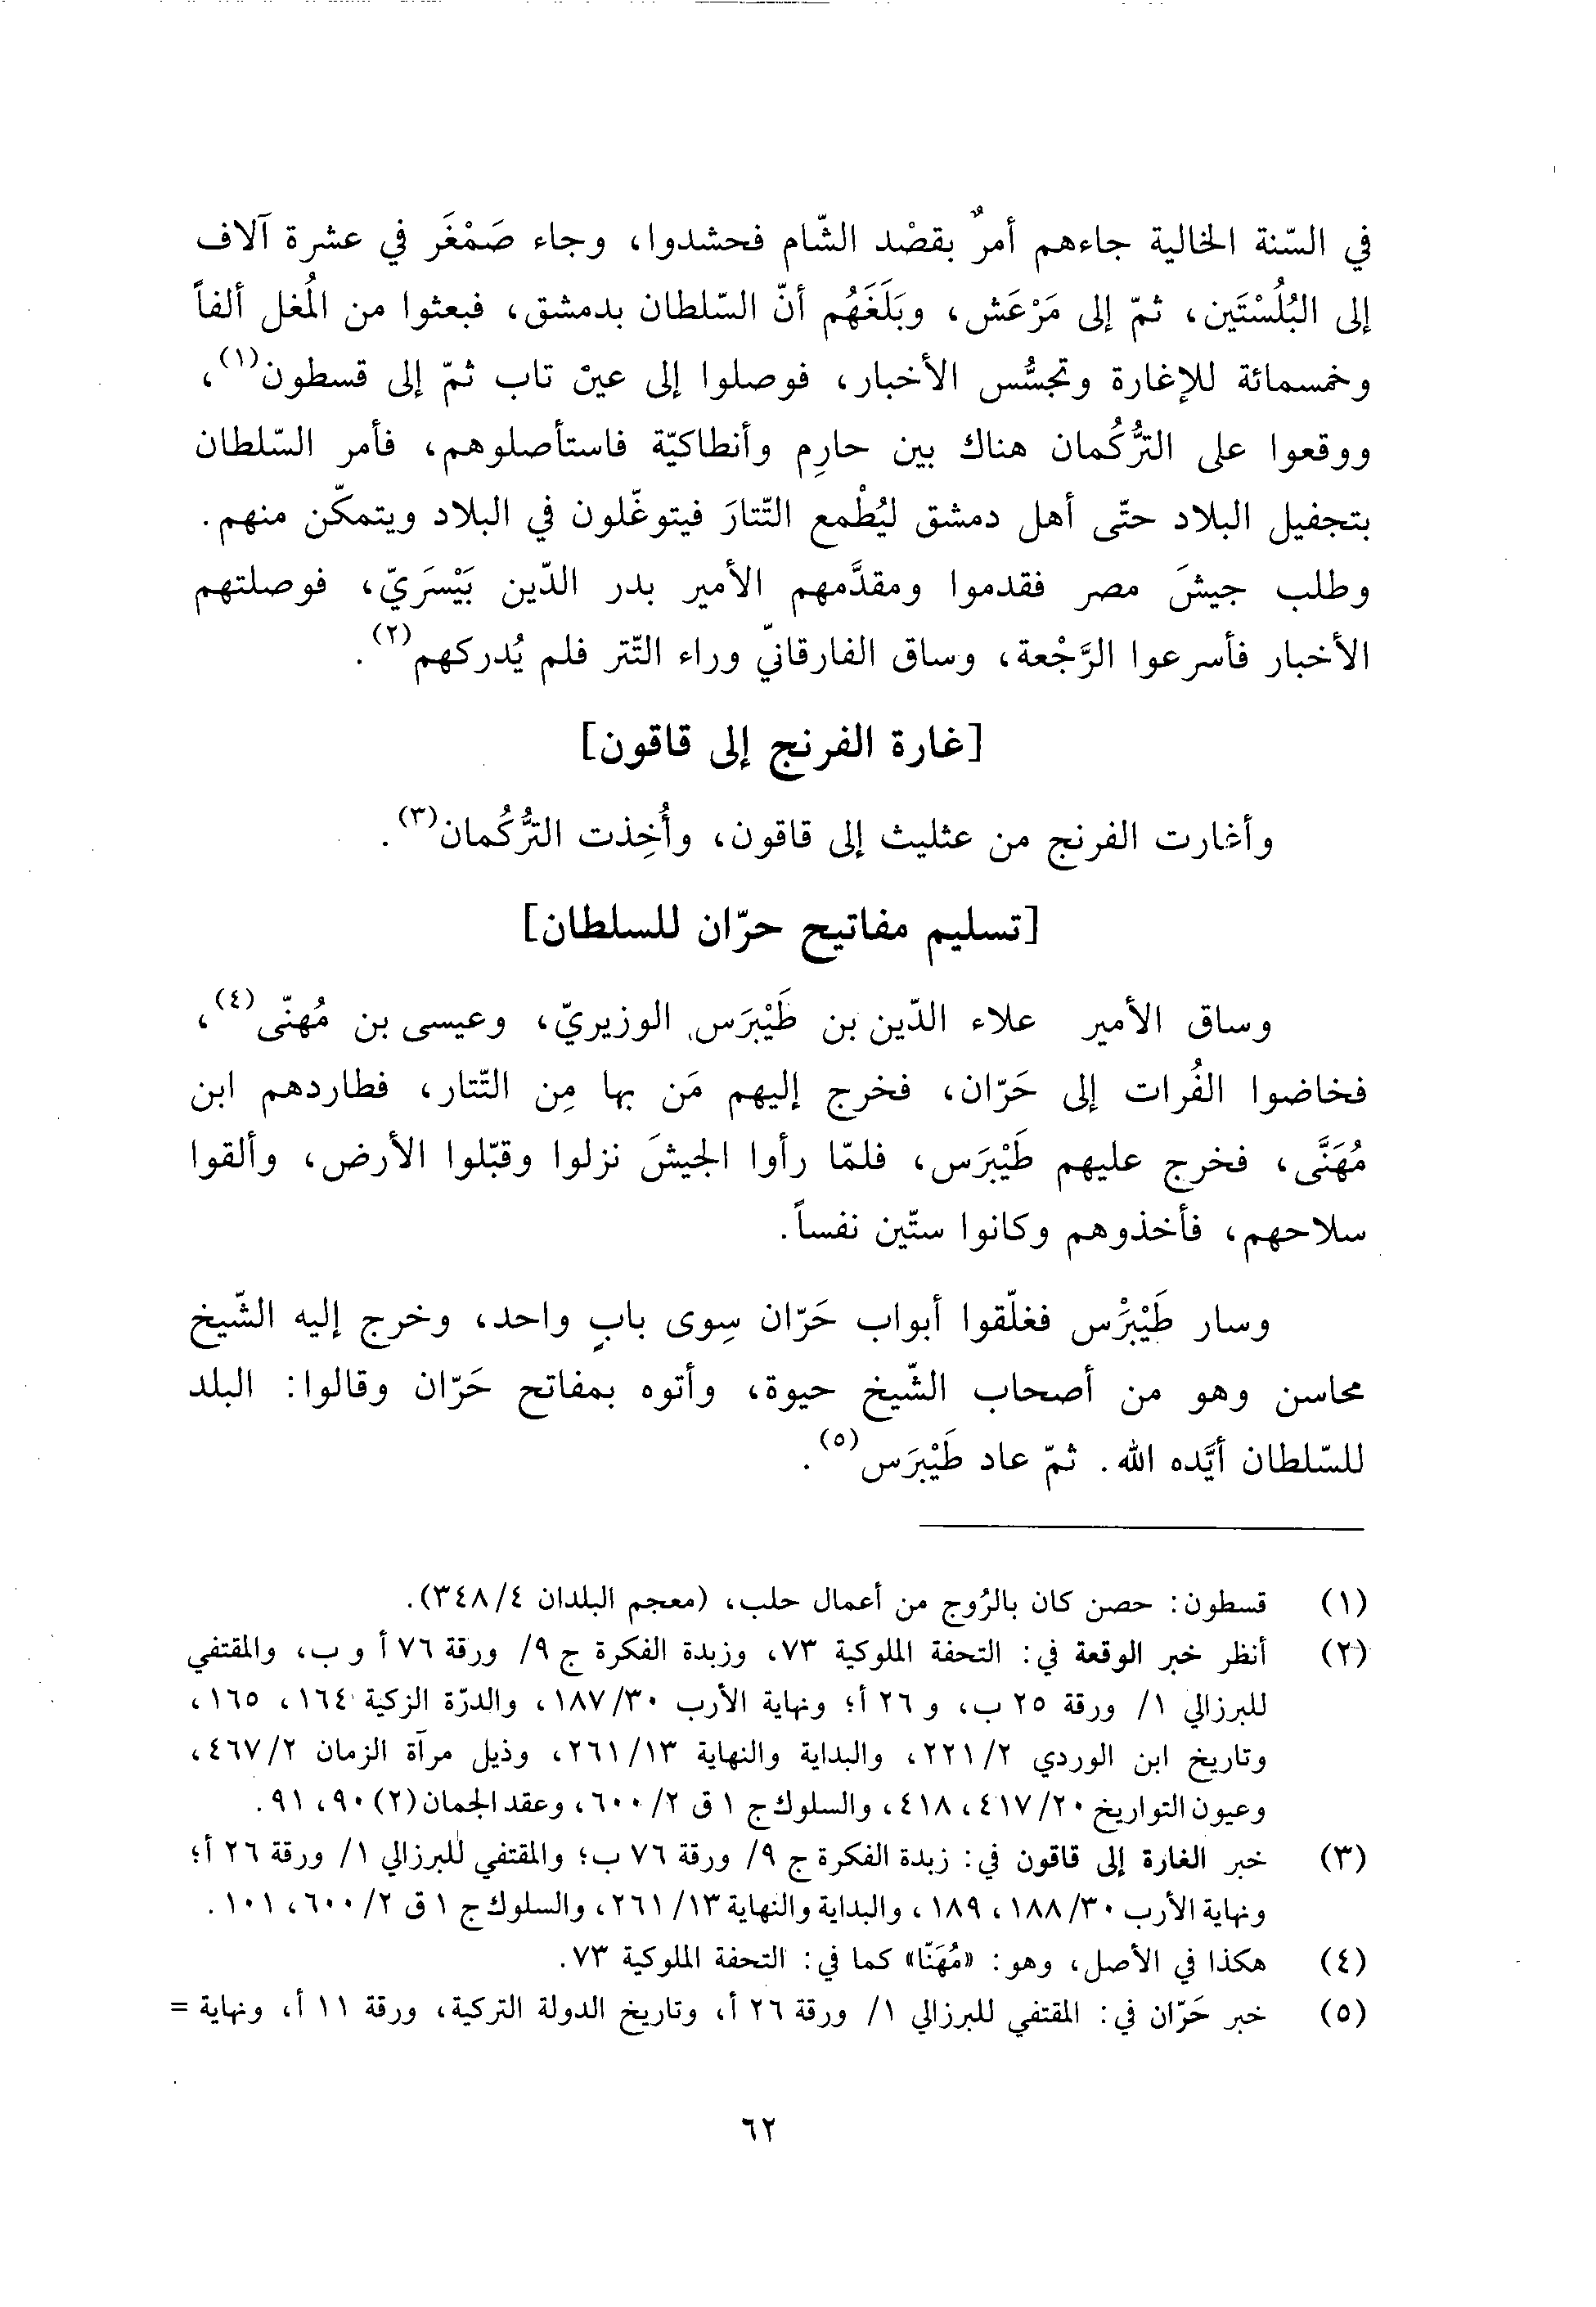 في السّنة الخالية جاءهم أمرٌ بقصْد الشّام فحشدوا، وجاء صَمْغَر في عشرة آلاف
إلى البُلُسْتَين، ثمّ إلى مَرْعَش، وبَلَغَهُم أنّ السّلطان بدمشق، فبعثوا من المُغل ألفاً
وخمسمائة للإغارة وتجسُّس الأخبار، فوصلوا إلى عينْ تاب ثمّ إلى قسطون(١)،
ووقعوا على التُّركُمان هناك بين حارِم وأنطاكيّة فاستأصلوهم، فأمر السّلطان
بتجفيل البلاد حتّى أهل دمشق ليُطْمع التّتارَ فيتوغّلون في البلاد ويتمكّن منهم.
وطلب جيشَ مصر فقدموا ومقدَّمهم الأمير بدر الدّين بَيْسَريّ، فوصلتهم
الأخبار فأسرعوا الرَّجْعة، وساق الفارقانيّ وراء التّتر فلم يُدركهم(٢).
[غارة الفرنج إلى قاقون]
وأغارت الفرنج من عثليث إلى قاقون، وأُخِذت التُّركُمان(٣).
[تسليم مفاتيح حرّان للسلطان]
وساق الأمير علاء الدّين بن طَيْبَرَس الوزيريّ، وعيسى بن مُهنّى(٤)،
فخاضوا الفُرات إلى حَرّان، فخرج إليهم مَن بها مِن التّتار، فطاردهم ابن
مُهَنَّى، فخرج عليهم طَيْبَرَس، فلمّا رأوا الجيشَ نزلوا وقبّلوا الأرض، وألقوا
سلاحهم، فأخذوهم وكانوا ستّين نفساً.
وسار طَيْبَرْس فغلّقوا أبواب حَرّان سِوى بابٍ واحد، وخرج إليه الشّيخ
محاسن وهو من أصحاب الشّيخ حيوة، وأتوه بمفاتح حَرّان وقالوا: البلد
للسّلطان أيَّده الله. ثمّ عاد طَيْبَرَس(٥).
(١) قسطون: حصن كان بالرُوج من أعمال حلب، (معجم البلدان ٣٤٨/٤).
(٢) أنظر خبر الوقعة في: التحفة الملوكية ٧٣، وزبدة الفكرة ج ٩/ ورقة ٧٦ أ و ب، والمقتفي
للبرزالي ١/ ورقة ٢٥ ب، و ٢٦ أ؛ ونهاية الأرب ١٨٧/٣٠، والدرّة الزكية ١٦٤، ١٦٥،
وتاريخ ابن الوردي ٢٢١/٢، والبداية والنهاية ٢٦١/١٣، وذيل مرآة الزمان ٤٦٧/٢،
وعيون التواريخ ٤١٧/٢٠، ٤١٨، والسلوك ج ١ ق ٦٠٠/٢، وعقد الجمان (٢) ٩٠، ٩١.
(٣) خبر الغارة إلى قاقون في: زبدة الفكرة ج ٩/ ورقة ٧٦ ب؛ والمقتفي للبرزالي ١/ ورقة ٢٦ أ؛
ونهاية الأرب ١٨٨/٣٠، ١٨٩، والبداية والنهاية ٢٦١/١٣، والسلوك ج ١ ق ٦٠٠/٢، ١٠١.
(٤) هكذا في الأصل، وهو: «مُهَنّا» كما في: التحفة الملوكية ٧٣.
(٥) خبر حَرّان في: المقتفي للبرزالي ١/ ورقة ٢٦ أ، وتاريخ الدولة التركية، ورقة ١١ أ، ونهاية =
٦٢